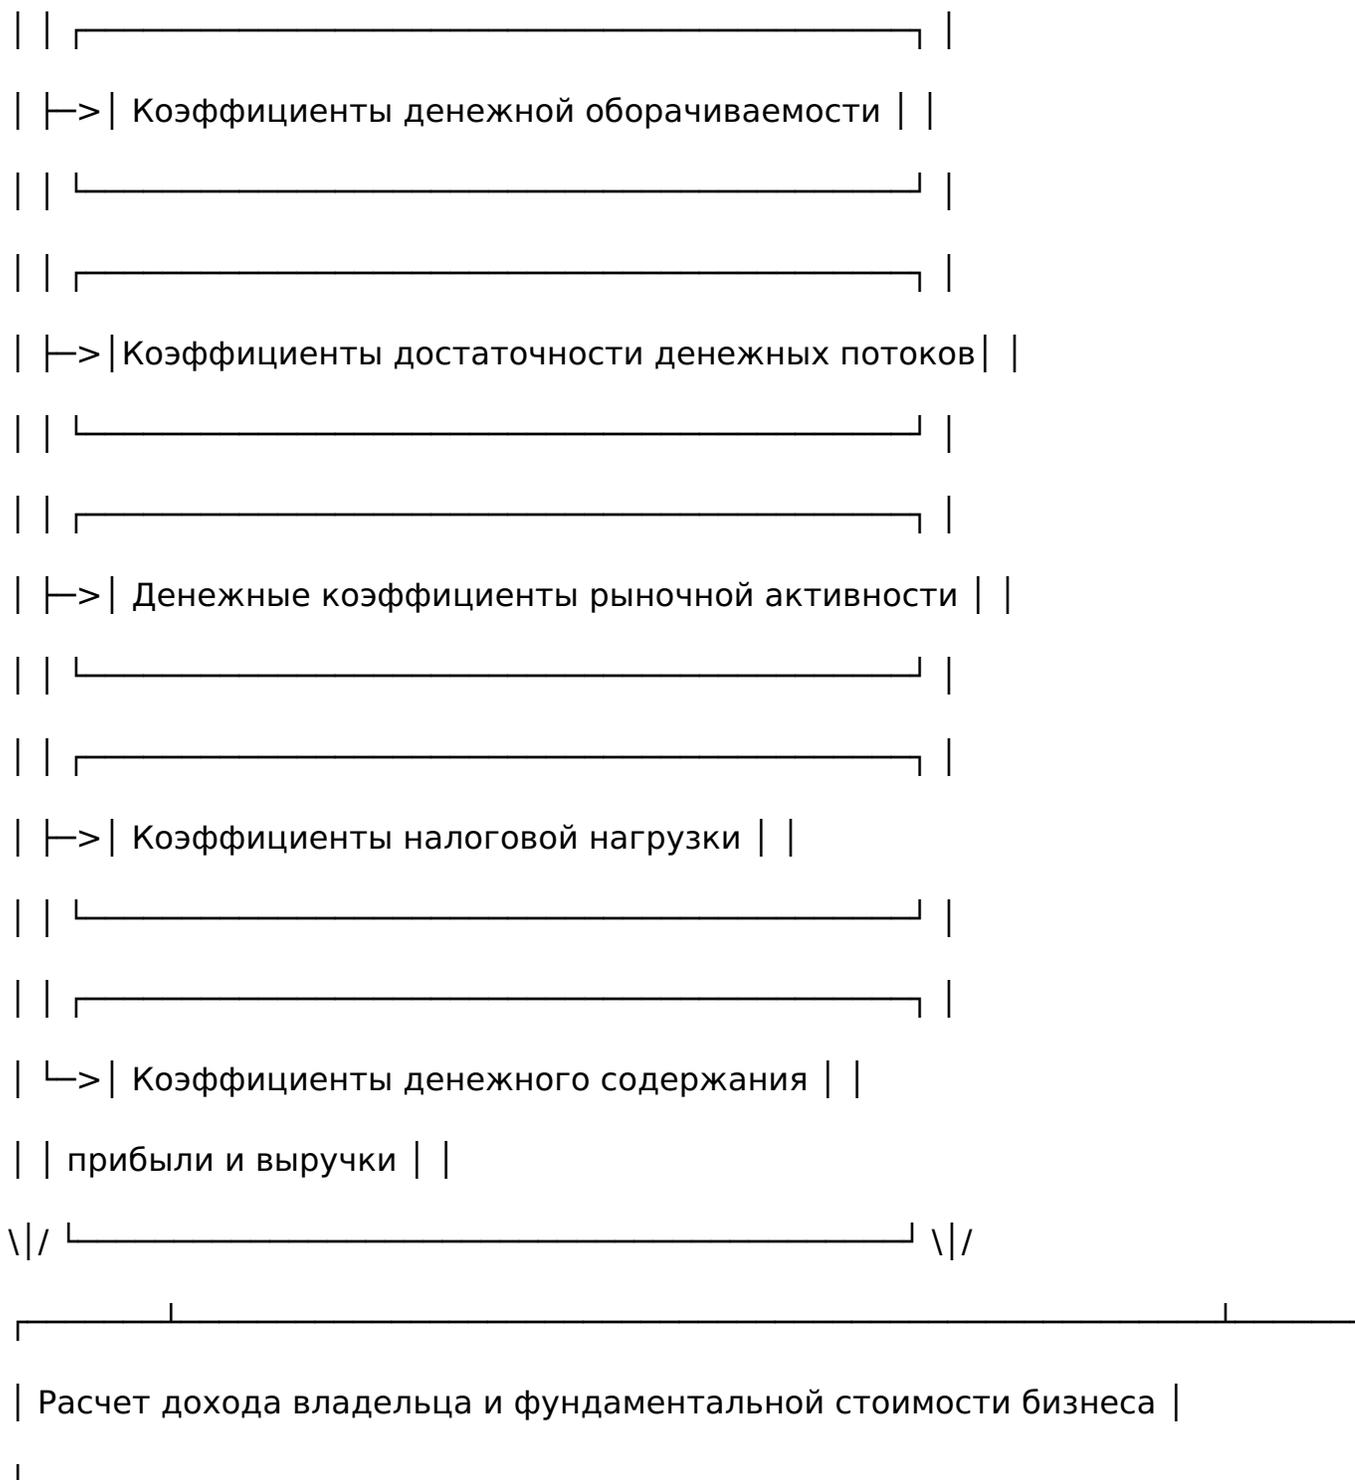 │ │ ┌────────────────────────────────────────────┐ │
│ ├─>│ Коэффициенты денежной оборачиваемости │ │
│ │ └────────────────────────────────────────────┘ │
│ │ ┌────────────────────────────────────────────┐ │
│ ├─>│Коэффициенты достаточности денежных потоков│ │
│ │ └────────────────────────────────────────────┘ │
│ │ ┌────────────────────────────────────────────┐ │
│ ├─>│ Денежные коэффициенты рыночной активности │ │
│ │ └────────────────────────────────────────────┘ │
│ │ ┌────────────────────────────────────────────┐ │
│ ├─>│ Коэффициенты налоговой нагрузки │ │
│ │ └────────────────────────────────────────────┘ │
│ │ ┌────────────────────────────────────────────┐ │
│ └─>│ Коэффициенты денежного содержания │ │
│ │ прибыли и выручки │ │
\│/ └────────────────────────────────────────────┘ \│/
┌───────┴──────────────────────────────────────────────────────┴──────
│ Расчет дохода владельца и фундаментальной стоимости бизнеса │